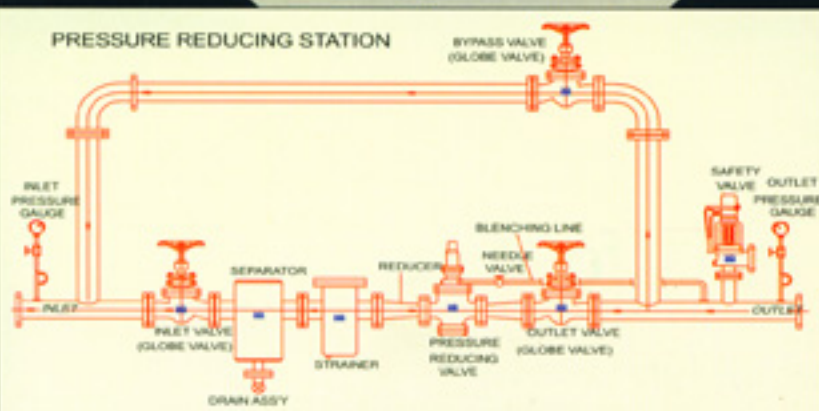 PRESSURE REDUCING STATION
BYPASS VALVE
(GLOBE VALVE)
INLET
PRESSURE
GAUGE
SAFETY
VALVE
OUTLET
PRESSURE
GAUGE
BLENCHING LINE
NEEDLE
VALVE
SEPARATOR
REDUCER
INLET
OUTLET
INLET VALVE
(GLOBE VALVE)
STRAINER
PRESSURE
REDUCING
VALVE
OUTLET VALVE
(GLOBE VALVE)
DRAIN ASS'Y